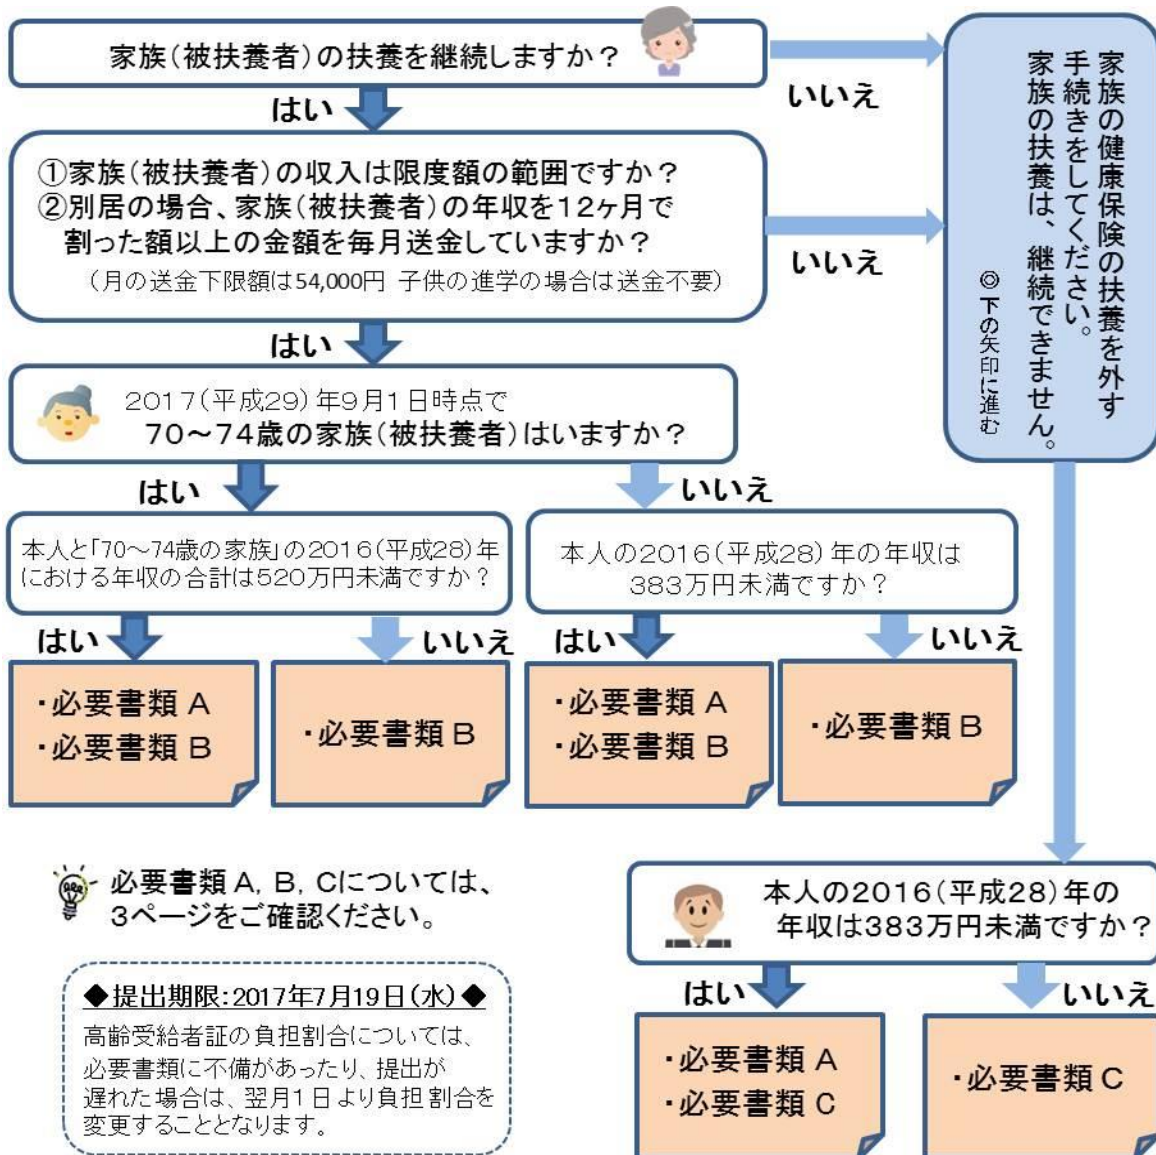 家族(被扶養者)の扶養を継続しますか？
はい
いいえ
家族の健康保険の扶養を外す
手続きをしてください。
家族の扶養は、継続できません。
◎下の矢印に進む
①家族(被扶養者)の収入は限度額の範囲ですか？
②別居の場合、家族(被扶養者)の年収を12ヶ月で
割った額以上の金額を毎月送金していますか？
(月の送金下限額は54,000円 子供の進学の場合は送金不要)
いいえ
はい
2017(平成29)年9月1日時点で
70～74歳の家族(被扶養者)はいますか？
はい
いいえ
本人と「70～74歳の家族」の2016(平成28)年
における年収の合計は520万円未満ですか？
本人の2016(平成28)年の年収は
383万円未満ですか？
はい
いいえ
はい
いいえ
・必要書類 A
・必要書類 B
・必要書類 B
・必要書類 A
・必要書類 B
・必要書類 B
必要書類 A, B, Cについては、
3ページをご確認ください。
本人の2016(平成28)年の
年収は383万円未満ですか？
はい
いいえ
・必要書類 A
・必要書類 C
・必要書類 C
◆提出期限:2017年7月19日(水)◆
高齢受給者証の負担割合については、
必要書類に不備があったり、提出が
遅れた場合は、翌月1日より負担割合を
変更することとなります。